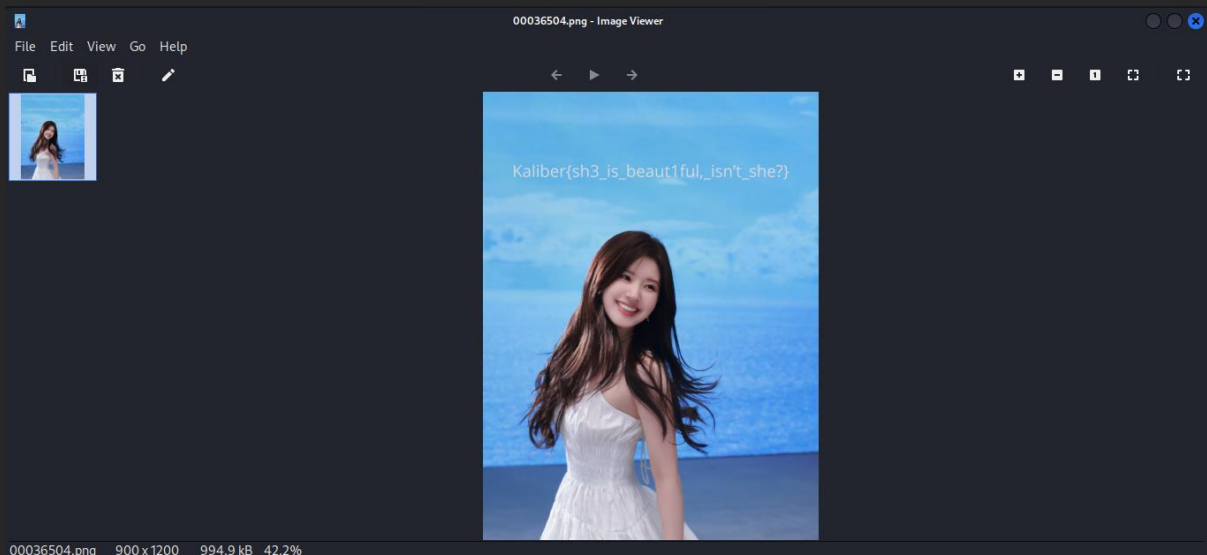 00036504.png - Image Viewer
File Edit View Go Help
1
Kaliber{sh3_is_beaut1ful,_isn't_she?}
00036504.png 900 x 1200 994.9 kB 42.2%